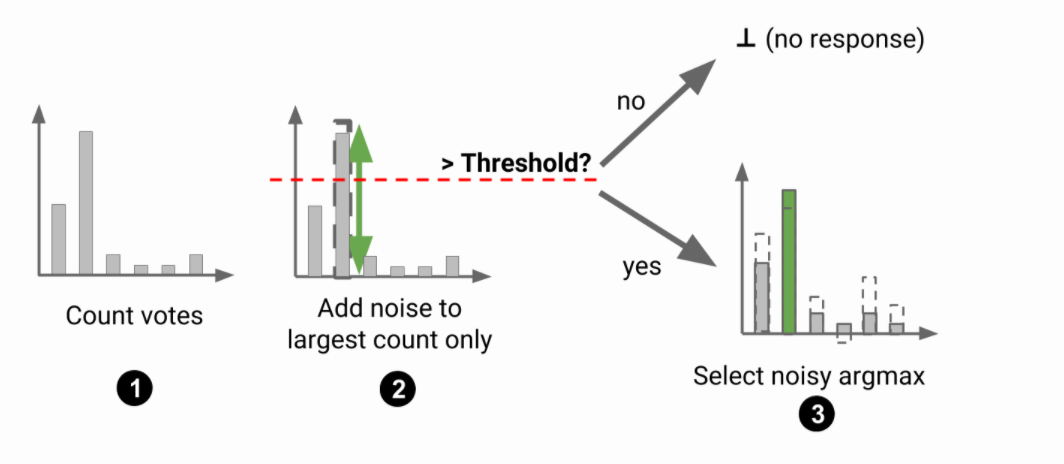 ⊥ (no response)
no
> Threshold?
yes
Count votes
1
Add noise to
largest count only
2
Select noisy argmax
3